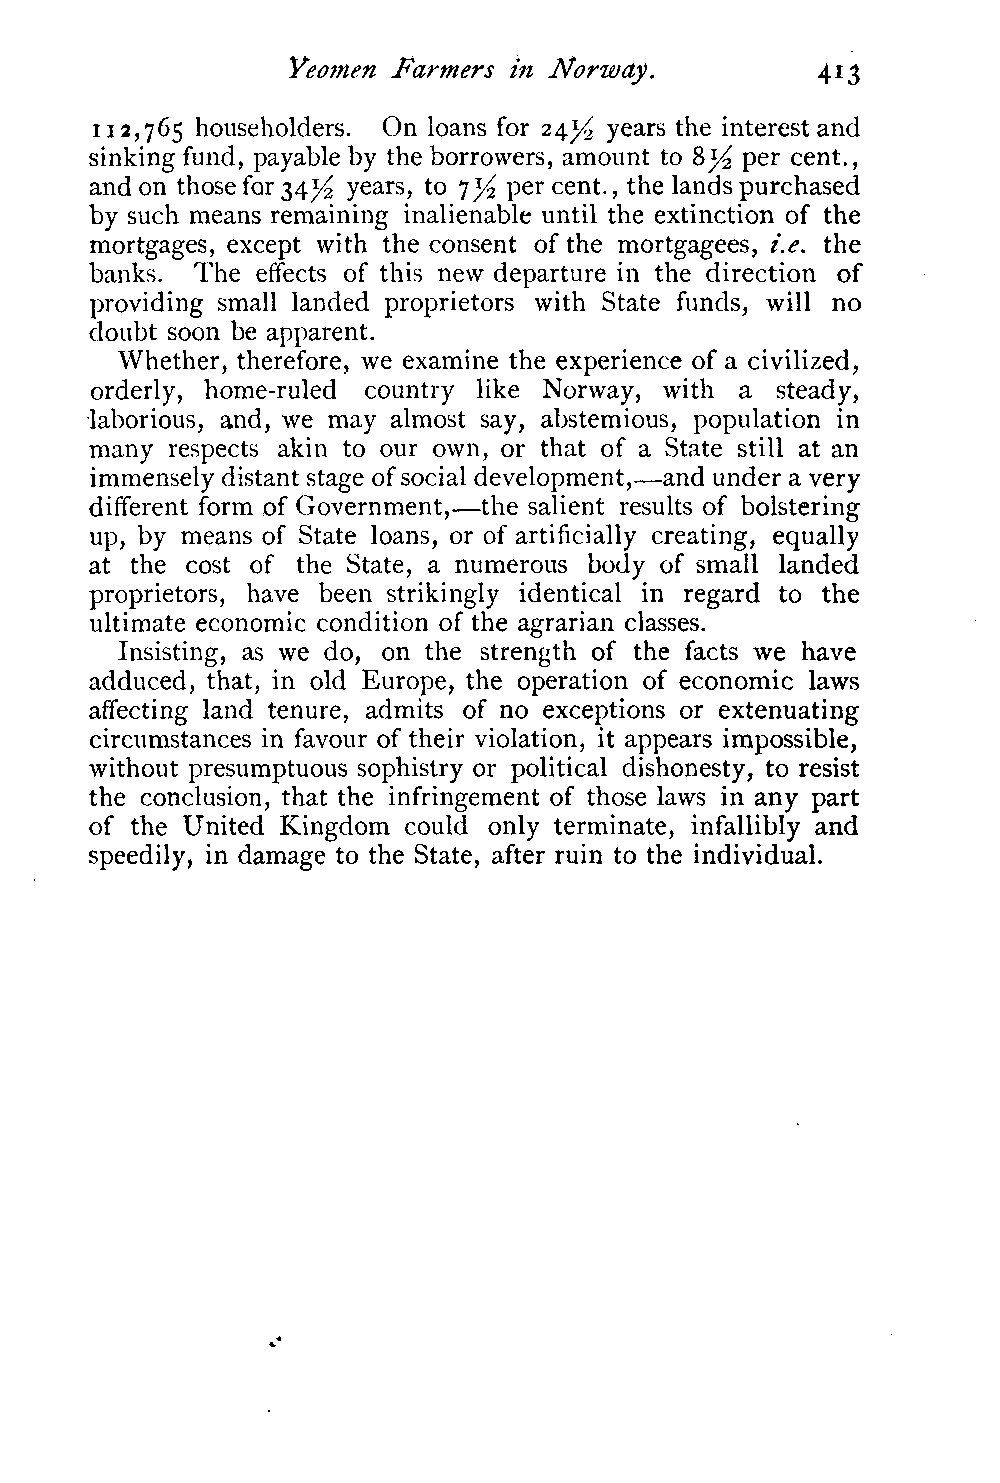 Yeomen Farmers in Norway. 413
112,765 householders. On loans for 24½ years the interest and
sinking fund, payable by the borrowers, amount to 8½ per cent.,
and on those for 34½ years, to 7½ per cent., the lands purchased
by such means remaining inalienable until the extinction of the
mortgages, except with the consent of the mortgagees, i.e. the
banks. The effects of this new departure in the direction of
providing small landed proprietors with State funds, will no
doubt soon be apparent.
Whether, therefore, we examine the experience of a civilized,
orderly, home-ruled country like Norway, with a steady,
laborious, and, we may almost say, abstemious, population in
many respects akin to our own, or that of a State still at an
immensely distant stage of social development,—and under a very
different form of Government,—the salient results of bolstering
up, by means of State loans, or of artificially creating, equally
at the cost of the State, a numerous body of small landed
proprietors, have been strikingly identical in regard to the
ultimate economic condition of the agrarian classes.
Insisting, as we do, on the strength of the facts we have
adduced, that, in old Europe, the operation of economic laws
affecting land tenure, admits of no exceptions or extenuating
circumstances in favour of their violation, it appears impossible,
without presumptuous sophistry or political dishonesty, to resist
the conclusion, that the infringement of those laws in any part
of the United Kingdom could only terminate, infallibly and
speedily, in damage to the State, after ruin to the individual.